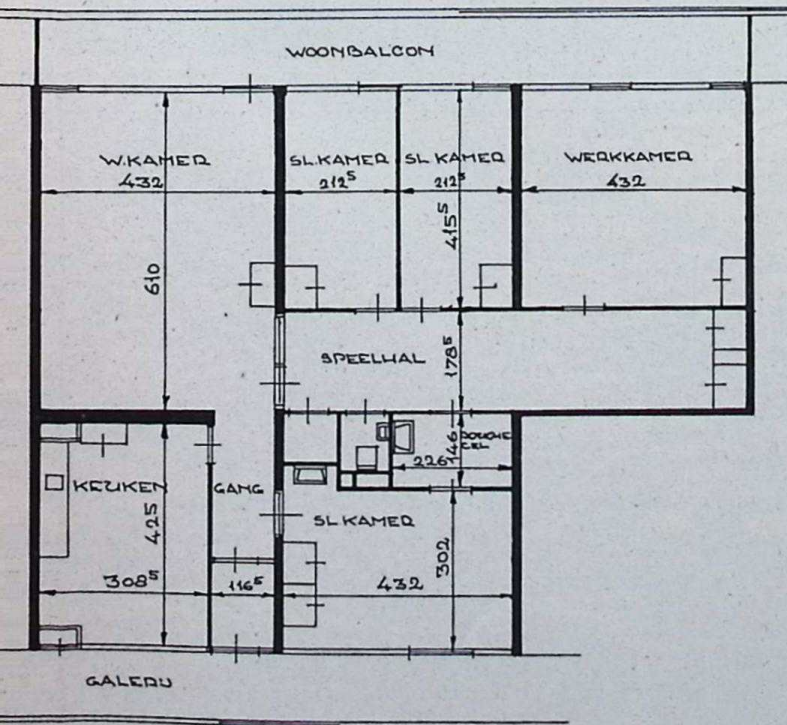 WOONBALCON
W.KAMER
432
SL.KAMER
212⁵
SL KAMER
212⁵
WERKKAMER
432
610
415⁵
SPEELHAL
178⁵
146
DOUCHE
CEL
226
KEUKEN
GANG
SL KAMER
425
302
308⁵
116⁵
432
GALERIJ